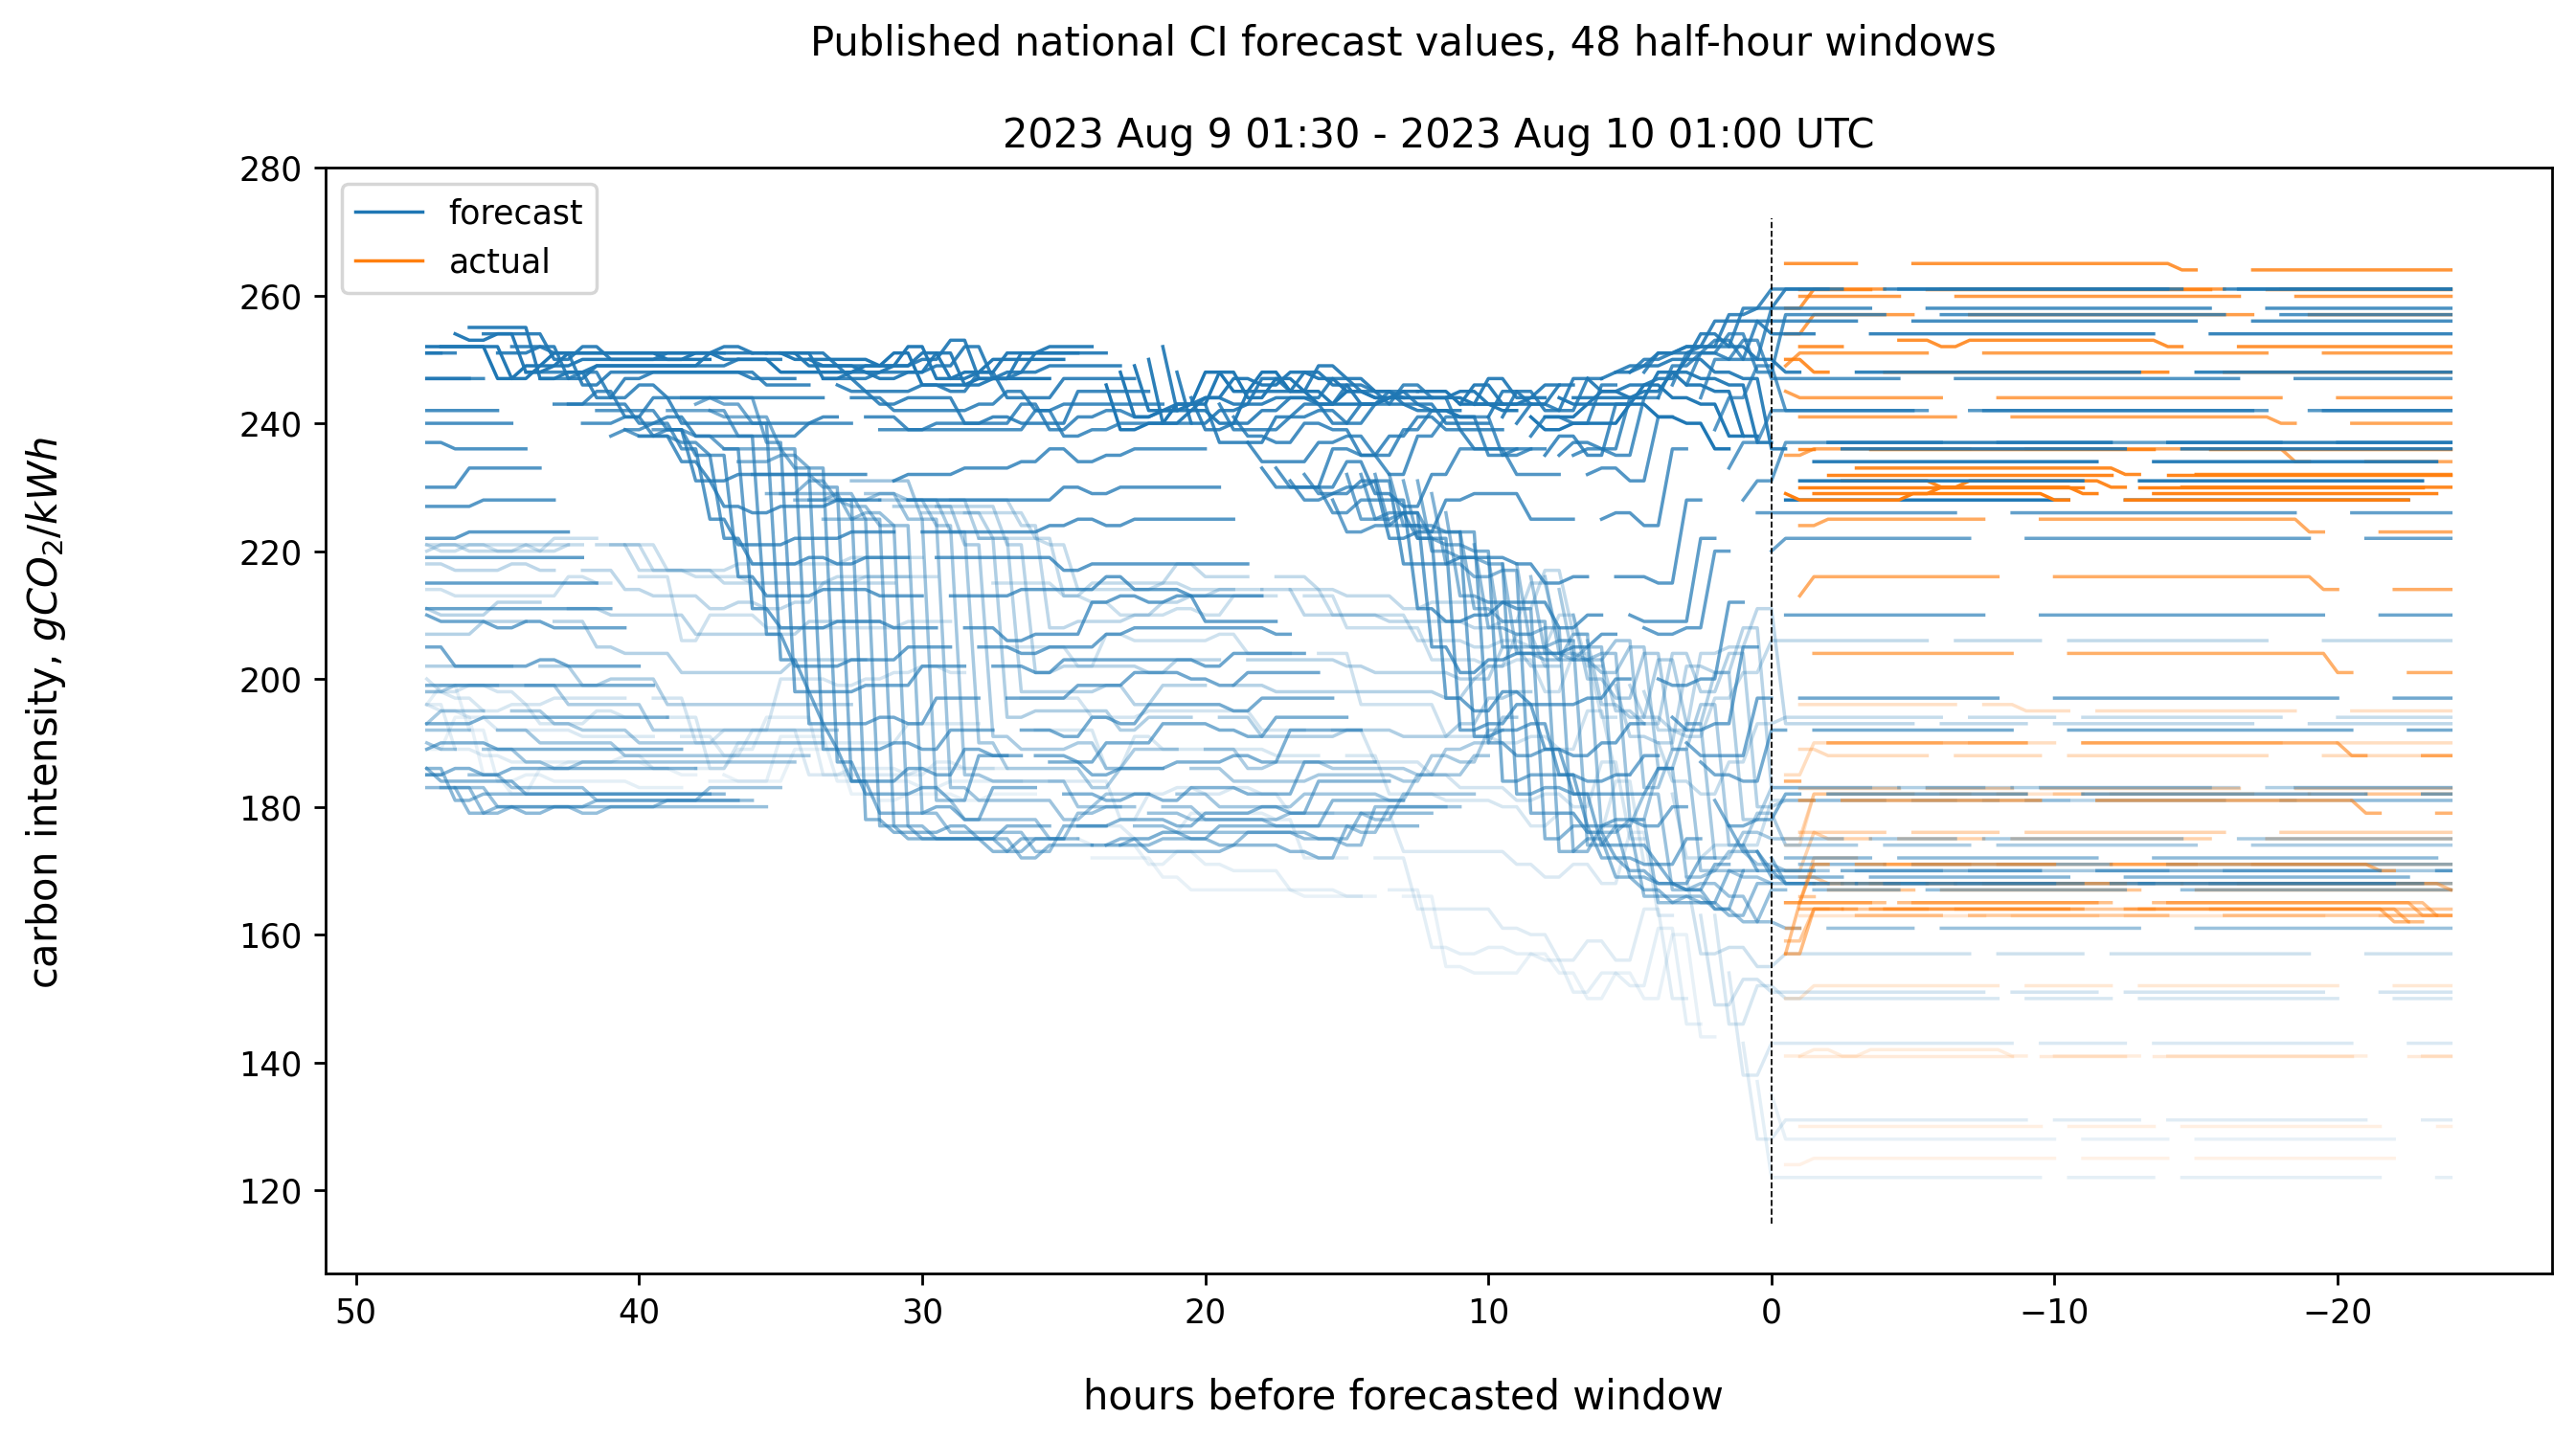 Published national CI forecast values, 48 half-hour windows
2023 Aug 9 01:30 - 2023 Aug 10 01:00 UTC
forecast
actual
carbon intensity, gCO₂/kWh
280
260
240
220
200
180
160
140
120
50 40 30 20 10 0 −10 −20
hours before forecasted window